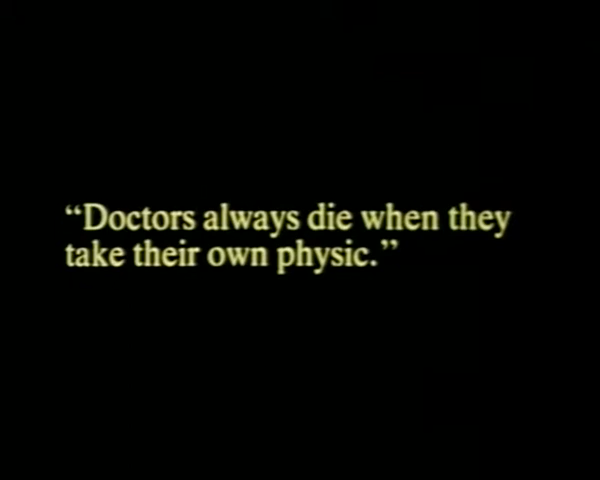 “Doctors always die when they
take their own physic.”